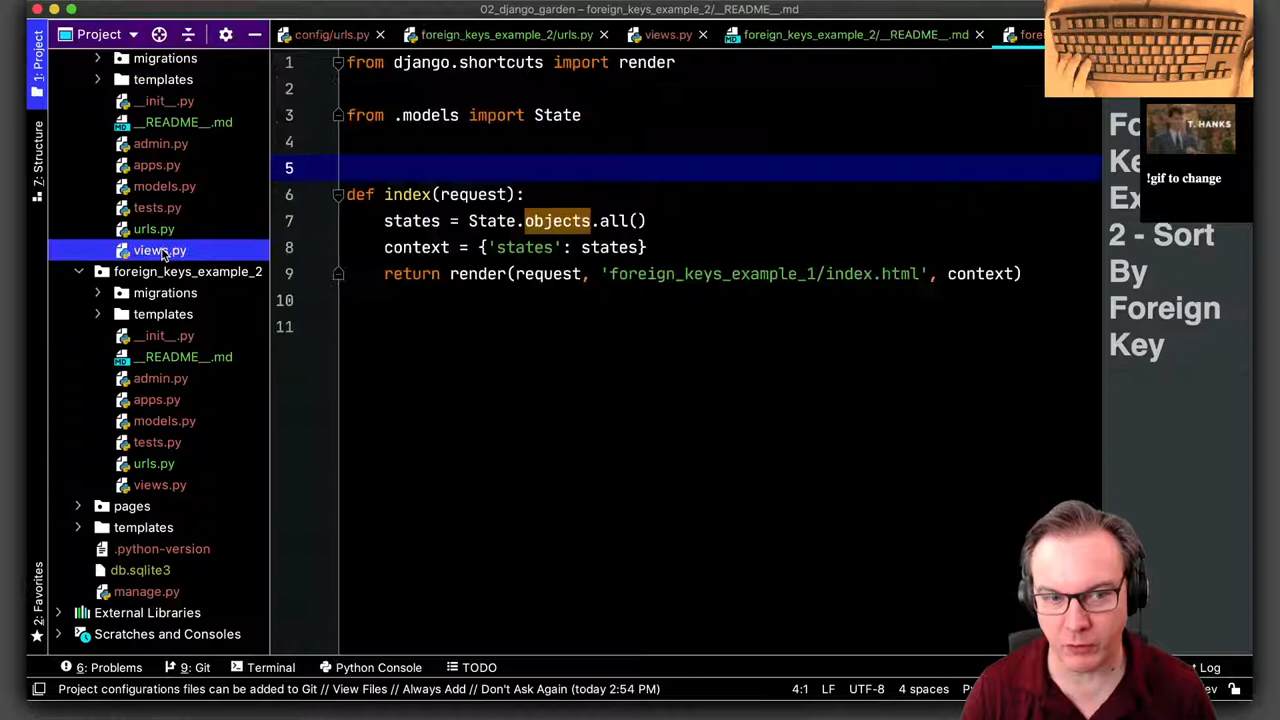 02_django_garden – foreign_keys_example_2/__README__.md
Project
config/urls.py
foreign_keys_example_2/urls.py
views.py
foreign_keys_example_2/__README__.md
1: Project
7: Structure
2: Favorites
migrations
templates
__init__.py
__README__.md
admin.py
apps.py
models.py
tests.py
urls.py
views.py
foreign_keys_example_2
migrations
templates
__init__.py
__README__.md
admin.py
apps.py
models.py
tests.py
urls.py
views.py
pages
templates
.python-version
db.sqlite3
manage.py
External Libraries
Scratches and Consoles
1 from django.shortcuts import render
2
3 from .models import State
4
5
6 def index(request):
7 states = State.objects.all()
8 context = {'states': states}
9 return render(request, 'foreign_keys_example_1/index.html', context)
10
11
T. HANKS
!gif to change
2 - Sort
By
Foreign
Key
6: Problems
9: Git
Terminal
Python Console
TODO
Log
Project configurations files can be added to Git // View Files // Always Add // Don't Ask Again (today 2:54 PM)
4:1
LF
UTF-8
4 spaces